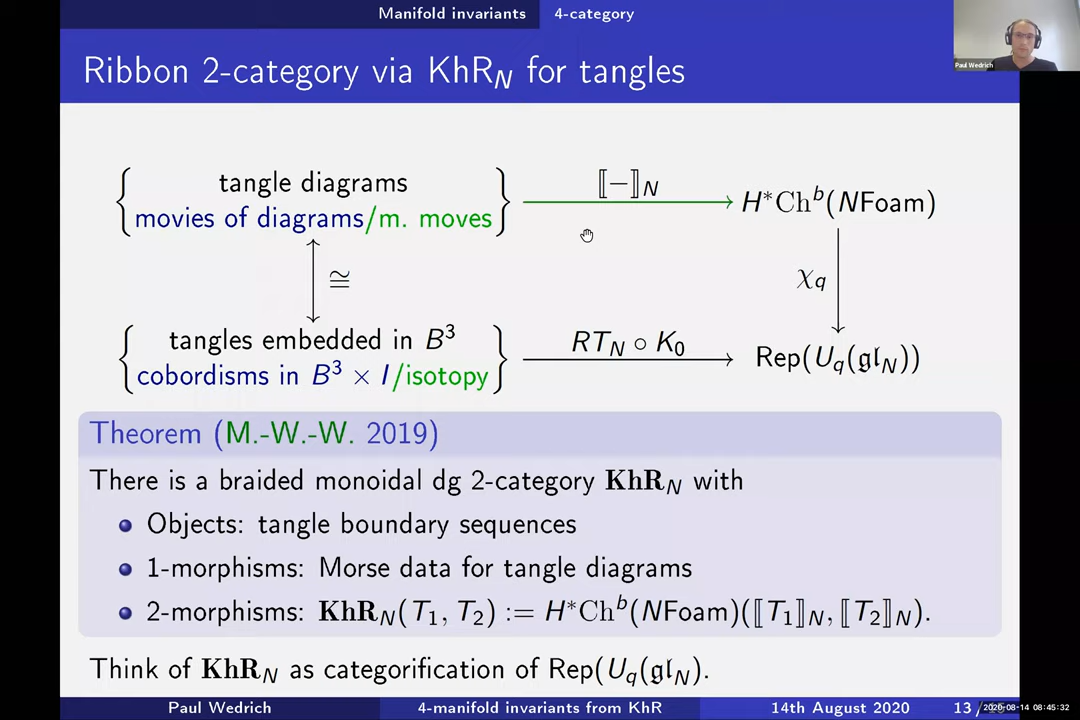 Manifold invariants 4-category
Paul Wedrich
Ribbon 2-category via KhR_N for tangles
tangle diagrams
movies of diagrams/m. moves
⟦−⟧_N
H*Ch^b(NFoam)
≅
χ_q
tangles embedded in B³
cobordisms in B³ × I/isotopy
RT_N ∘ K₀
Rep(U_q(𝔤𝔩_N))
Theorem (M.-W.-W. 2019)
There is a braided monoidal dg 2-category KhR_N with
Objects: tangle boundary sequences
1-morphisms: Morse data for tangle diagrams
2-morphisms: KhR_N(T₁, T₂) := H*Ch^b(NFoam)(⟦T₁⟧_N, ⟦T₂⟧_N).
Think of KhR_N as categorification of Rep(U_q(𝔤𝔩_N).
Paul Wedrich 4-manifold invariants from KhR 14th August 2020 13 / 2020-08-14 08:45:32